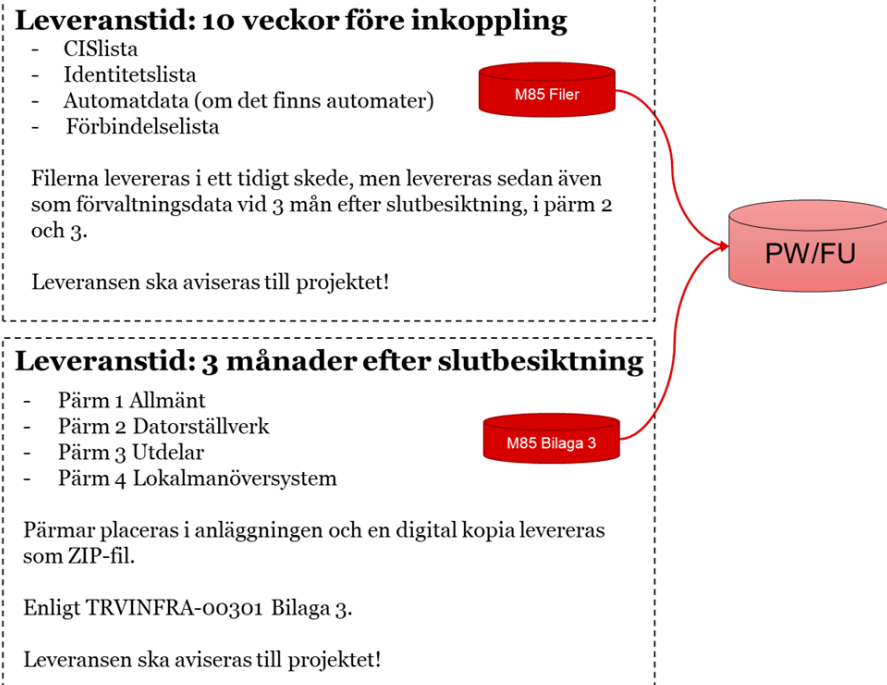 Leveranstid: 10 veckor före inkoppling
- CISlista
- Identitetslista
- Automatdata (om det finns automater)
- Förbindelselista
M85 Filer
Filerna levereras i ett tidigt skede, men levereras sedan även
som förvaltningsdata vid 3 mån efter slutbesiktning, i pärm 2
och 3.
Leveransen ska aviseras till projektet!
PW/FU
Leveranstid: 3 månader efter slutbesiktning
- Pärm 1 Allmänt
- Pärm 2 Datorställverk
- Pärm 3 Utdelar
- Pärm 4 Lokalmanöversystem
M85 Bilaga 3
Pärmar placeras i anläggningen och en digital kopia levereras
som ZIP-fil.
Enligt TRVINFRA-00301 Bilaga 3.
Leveransen ska aviseras till projektet!